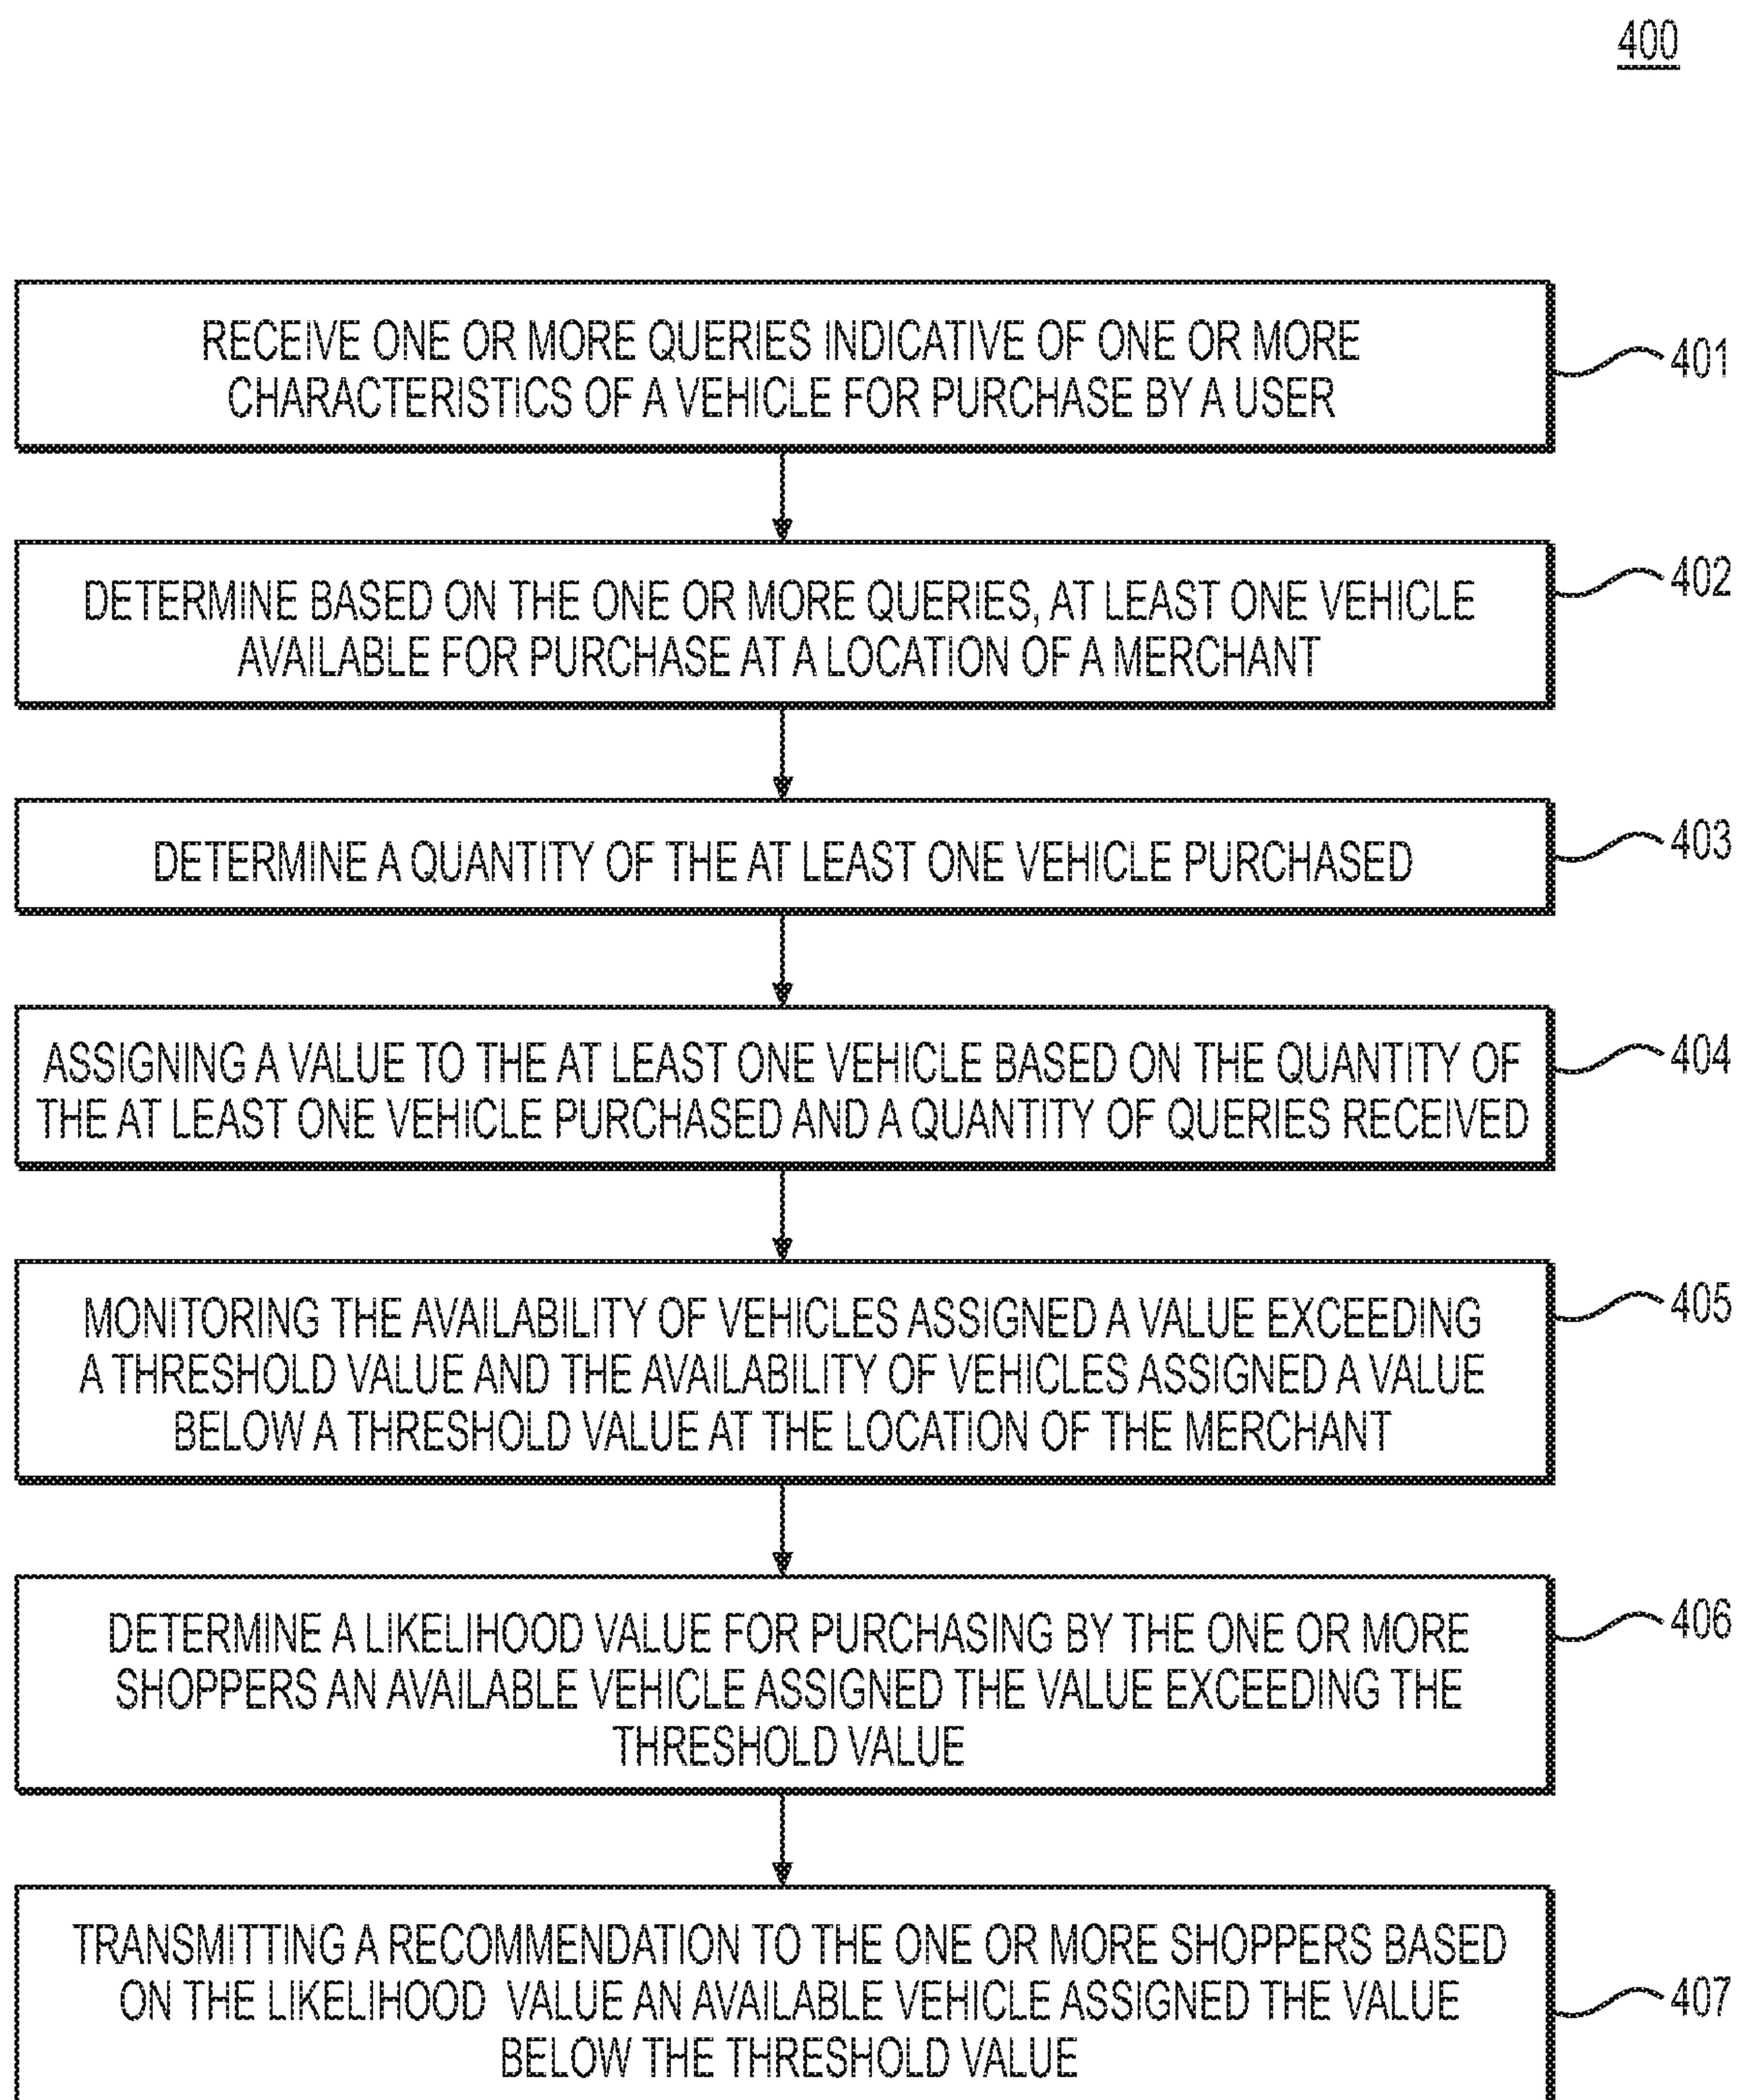 400
RECEIVE ONE OR MORE QUERIES INDICATIVE OF ONE OR MORE
CHARACTERISTICS OF A VEHICLE FOR PURCHASE BY A USER
401
DETERMINE BASED ON THE ONE OR MORE QUERIES, AT LEAST ONE VEHICLE
AVAILABLE FOR PURCHASE AT A LOCATION OF A MERCHANT
402
DETERMINE A QUANTITY OF THE AT LEAST ONE VEHICLE PURCHASED
403
ASSIGNING A VALUE TO THE AT LEAST ONE VEHICLE BASED ON THE QUANTITY OF
THE AT LEAST ONE VEHICLE PURCHASED AND A QUANTITY OF QUERIES RECEIVED
404
MONITORING THE AVAILABILITY OF VEHICLES ASSIGNED A VALUE EXCEEDING
A THRESHOLD VALUE AND THE AVAILABILITY OF VEHICLES ASSIGNED A VALUE
BELOW A THRESHOLD VALUE AT THE LOCATION OF THE MERCHANT
405
DETERMINE A LIKELIHOOD VALUE FOR PURCHASING BY THE ONE OR MORE
SHOPPERS AN AVAILABLE VEHICLE ASSIGNED THE VALUE EXCEEDING THE
THRESHOLD VALUE
406
TRANSMITTING A RECOMMENDATION TO THE ONE OR MORE SHOPPERS BASED
ON THE LIKELIHOOD VALUE AN AVAILABLE VEHICLE ASSIGNED THE VALUE
BELOW THE THRESHOLD VALUE
407